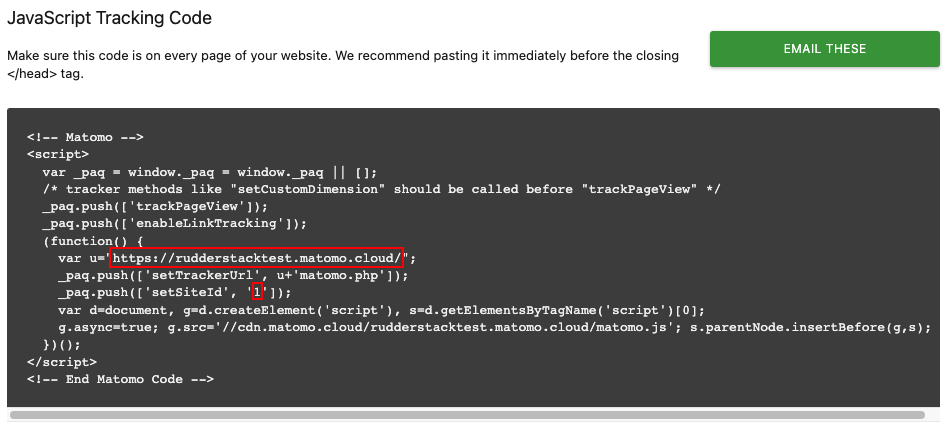 JavaScript Tracking Code
Make sure this code is on every page of your website. We recommend pasting it immediately before the closing
</head> tag.
EMAIL THESE
<!-- Matomo -->
<script>
  var _paq = window._paq = window._paq || [];
  /* tracker methods like "setCustomDimension" should be called before "trackPageView" */
  _paq.push(['trackPageView']);
  _paq.push(['enableLinkTracking']);
  (function() {
    var u="https://rudderstacktest.matomo.cloud/";
    _paq.push(['setTrackerUrl', u+'matomo.php']);
    _paq.push(['setSiteId', '1']);
    var d=document, g=d.createElement('script'), s=d.getElementsByTagName('script')[0];
    g.async=true; g.src='//cdn.matomo.cloud/rudderstacktest.matomo.cloud/matomo.js'; s.parentNode.insertBefore(g,s);
  })();
</script>
<!-- End Matomo Code -->